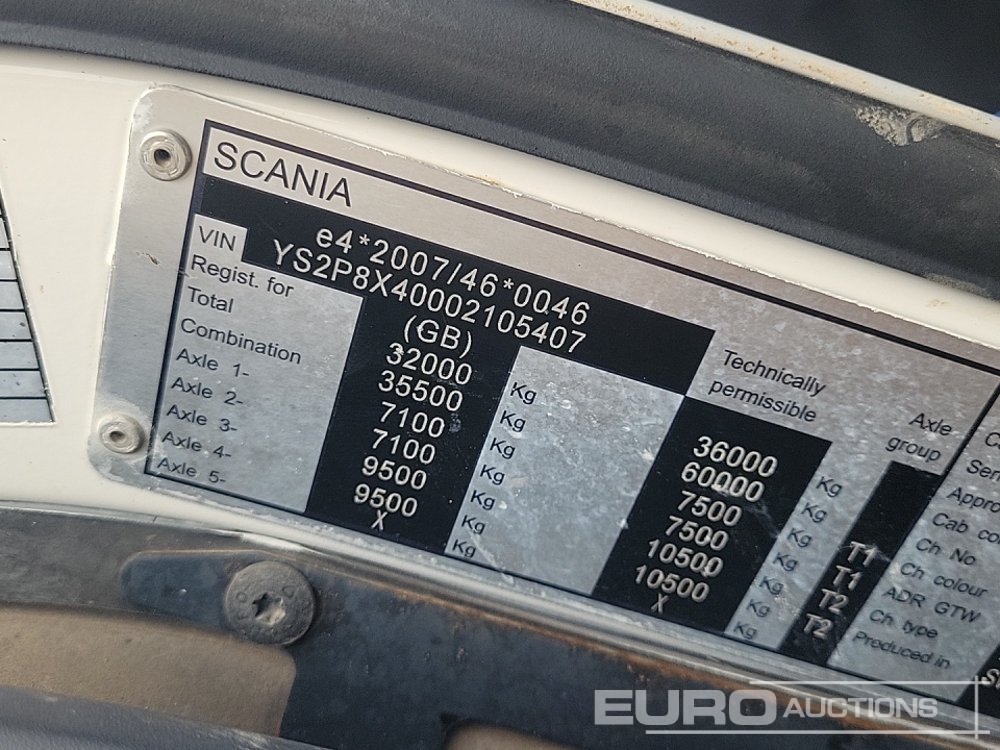 SCANIA
e4*2007/46*0046
VIN YS2P8X40002105407
Regist. for (GB) Technically permissible Axle group
Total 32000 Kg 36000 Kg
Combination 35500 Kg 60000 Kg
Axle 1- 7100 Kg 7500 Kg T1
Axle 2- 7100 Kg 7500 Kg T1
Axle 3- 9500 Kg 10500 Kg T2
Axle 4- 9500 Kg 10500 Kg T2
Axle 5- X Kg X
Cab co
Ch No
Ch colour
ADR GTW
Ch type
Produced in
EURO AUCTIONS